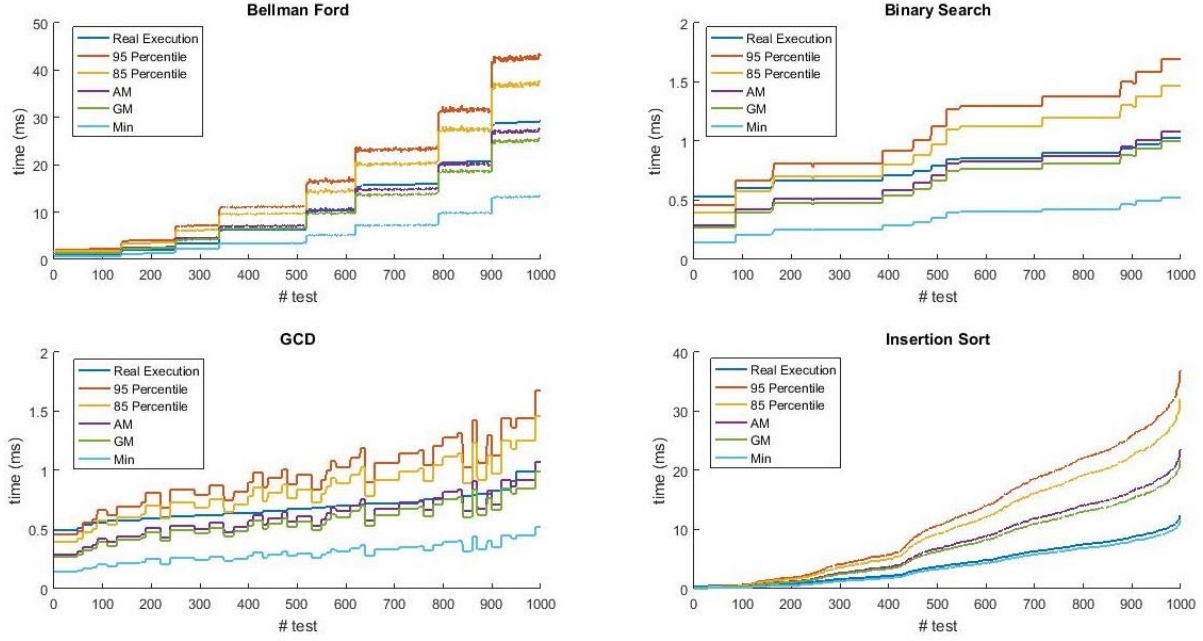 Bellman Ford
50
40
30
20
10
0
time (ms)
Real Execution
95 Percentile
85 Percentile
AM
GM
Min
0 100 200 300 400 500 600 700 800 900 1000
# test
Binary Search
2
1.5
1
0.5
0
time (ms)
Real Execution
95 Percentile
85 Percentile
AM
GM
Min
0 100 200 300 400 500 600 700 800 900 1000
# test
GCD
2
1.5
1
0.5
0
time (ms)
Real Execution
95 Percentile
85 Percentile
AM
GM
Min
0 100 200 300 400 500 600 700 800 900 1000
# test
Insertion Sort
40
30
20
10
0
time (ms)
Real Execution
95 Percentile
85 Percentile
AM
GM
Min
0 100 200 300 400 500 600 700 800 900 1000
# test